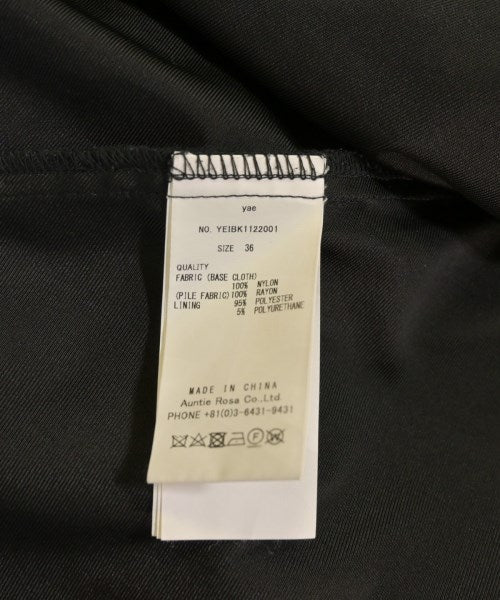 yae
NO. YEIBK1122001
SIZE 36
QUALITY
FABRIC (BASE CLOTH)
100% NYLON
(PILE FABRIC) 100% RAYON
LINING 95% POLYESTER
5% POLYURETHANE
MADE IN CHINA
Auntie Rosa Co., Ltd.
PHONE +81(0)3-6431-9431